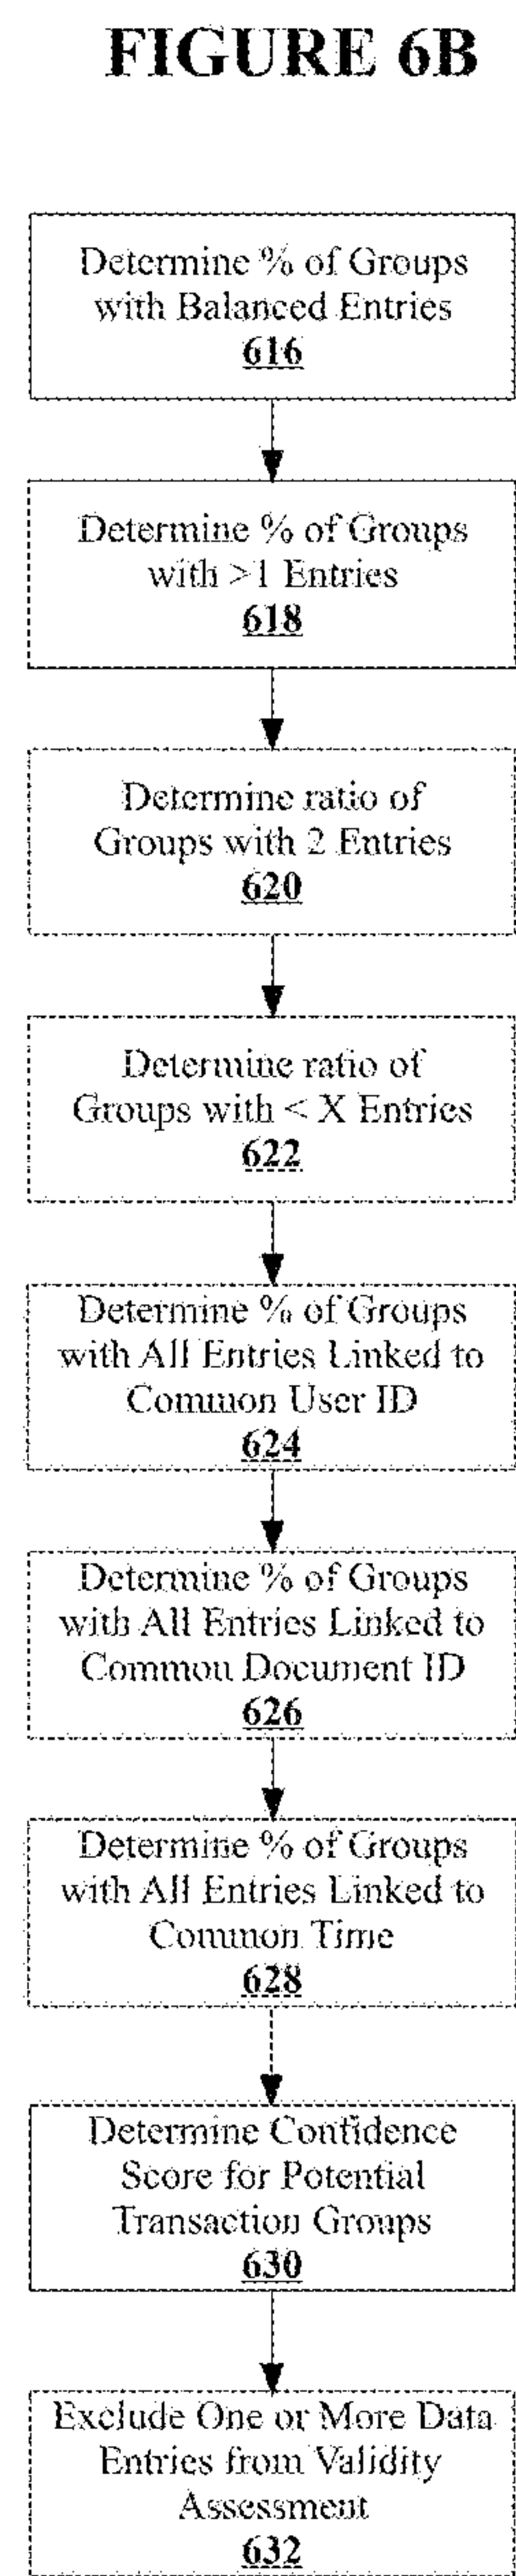 FIGURE 6B
Determine % of Groups
with Balanced Entries
616
Determine % of Groups
with >1 Entries
618
Determine ratio of
Groups with 2 Entries
620
Determine ratio of
Groups with < X Entries
622
Determine % of Groups
with All Entries Linked to
Common User ID
624
Determine % of Groups
with All Entries Linked to
Common Document ID
626
Determine % of Groups
with All Entries Linked to
Common Time
628
Determine Confidence
Score for Potential
Transaction Groups
630
Exclude One or More Data
Entries from Validity
Assessment
632